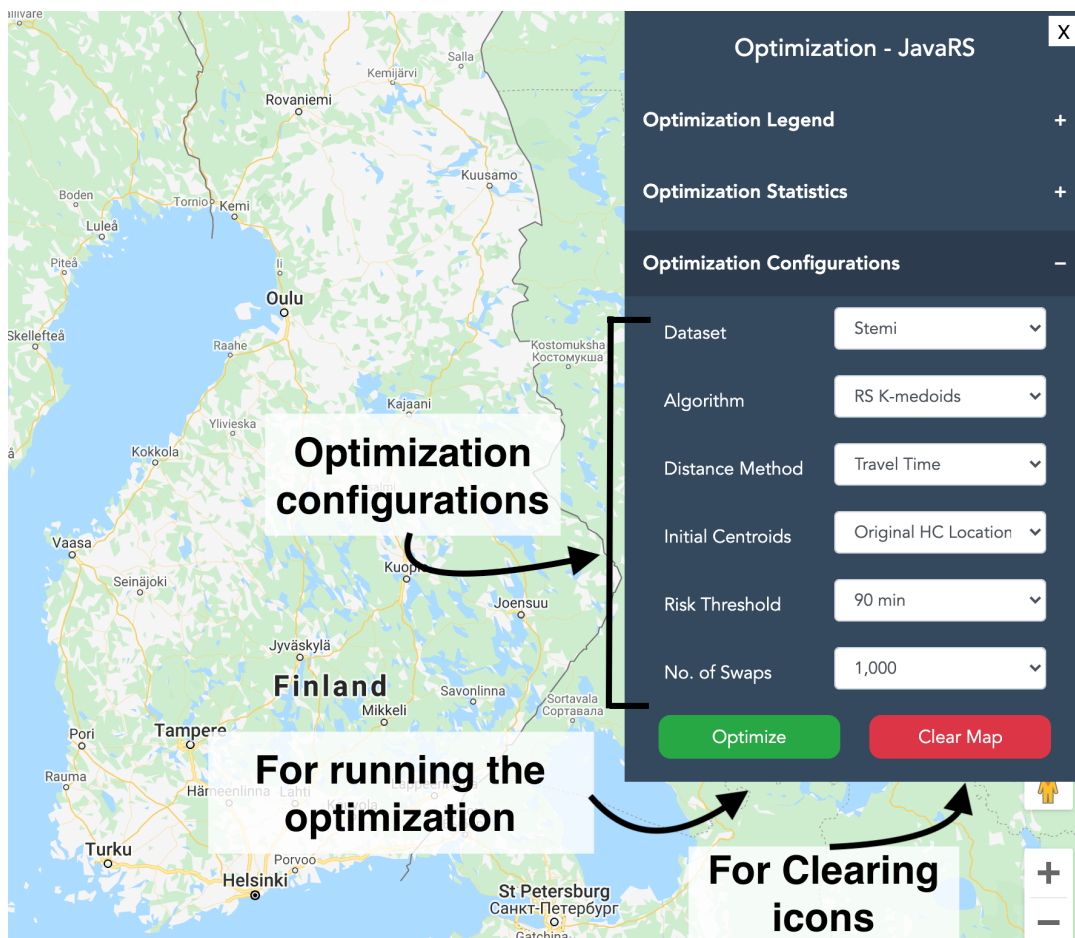 Salla
Kemijärvi
Rovaniemi
Kuusamo
Boden
Tornio
Kemi
Luleå
Piteå
Ii
Oulu
Skellefteå
Raahe
Kostomuksha
Костомукша
Kajaani
Ylivieska
Kokkola
Optimization
configurations
Vaasa
Kuopio
Seinäjoki
Joensuu
Jyväskylä
Finland
Savonlinna
Mikkeli
Sortavala
Сортавала
Pori
Tampere
For running the
optimization
Rauma
Hämeenlinna
Lahti
Kouvola
Lappeenranta
Turku
Porvoo
Helsinki
St Petersburg
Санкт-Петербург
Gatchina
For Clearing
icons
X
Optimization - JavaRS
Optimization Legend +
Optimization Statistics +
Optimization Configurations −
Dataset Stemi
Algorithm RS K-medoids
Distance Method Travel Time
Initial Centroids Original HC Location
Risk Threshold 90 min
No. of Swaps 1,000
Optimize Clear Map
+
−